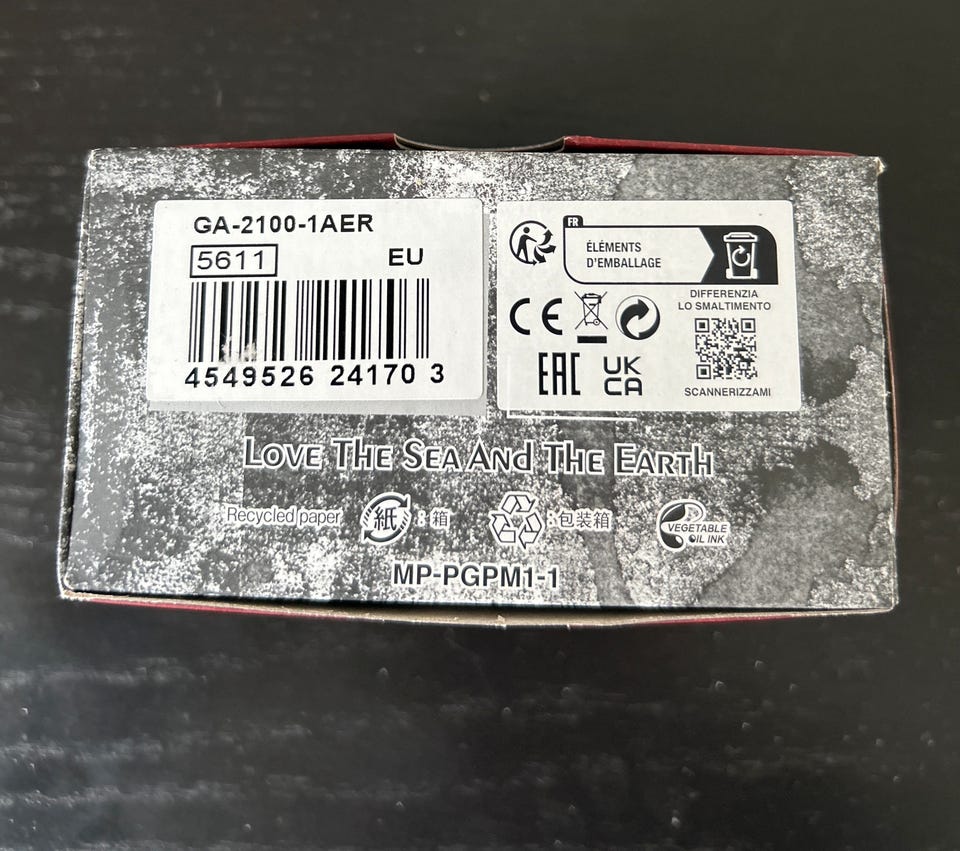 GA-2100-1AER
5611
EU
4549526 24170 3
FR
ÉLÉMENTS
D'EMBALLAGE
DIFFERENZIA
LO SMALTIMENTO
CE
EAC
UK
CA
SCANNERIZZAMI
LOVE THE SEA AND THE EARTH
Recycled paper 紙 : 箱 :包装箱 VEGETABLE
OIL INK
MP-PGPM1-1